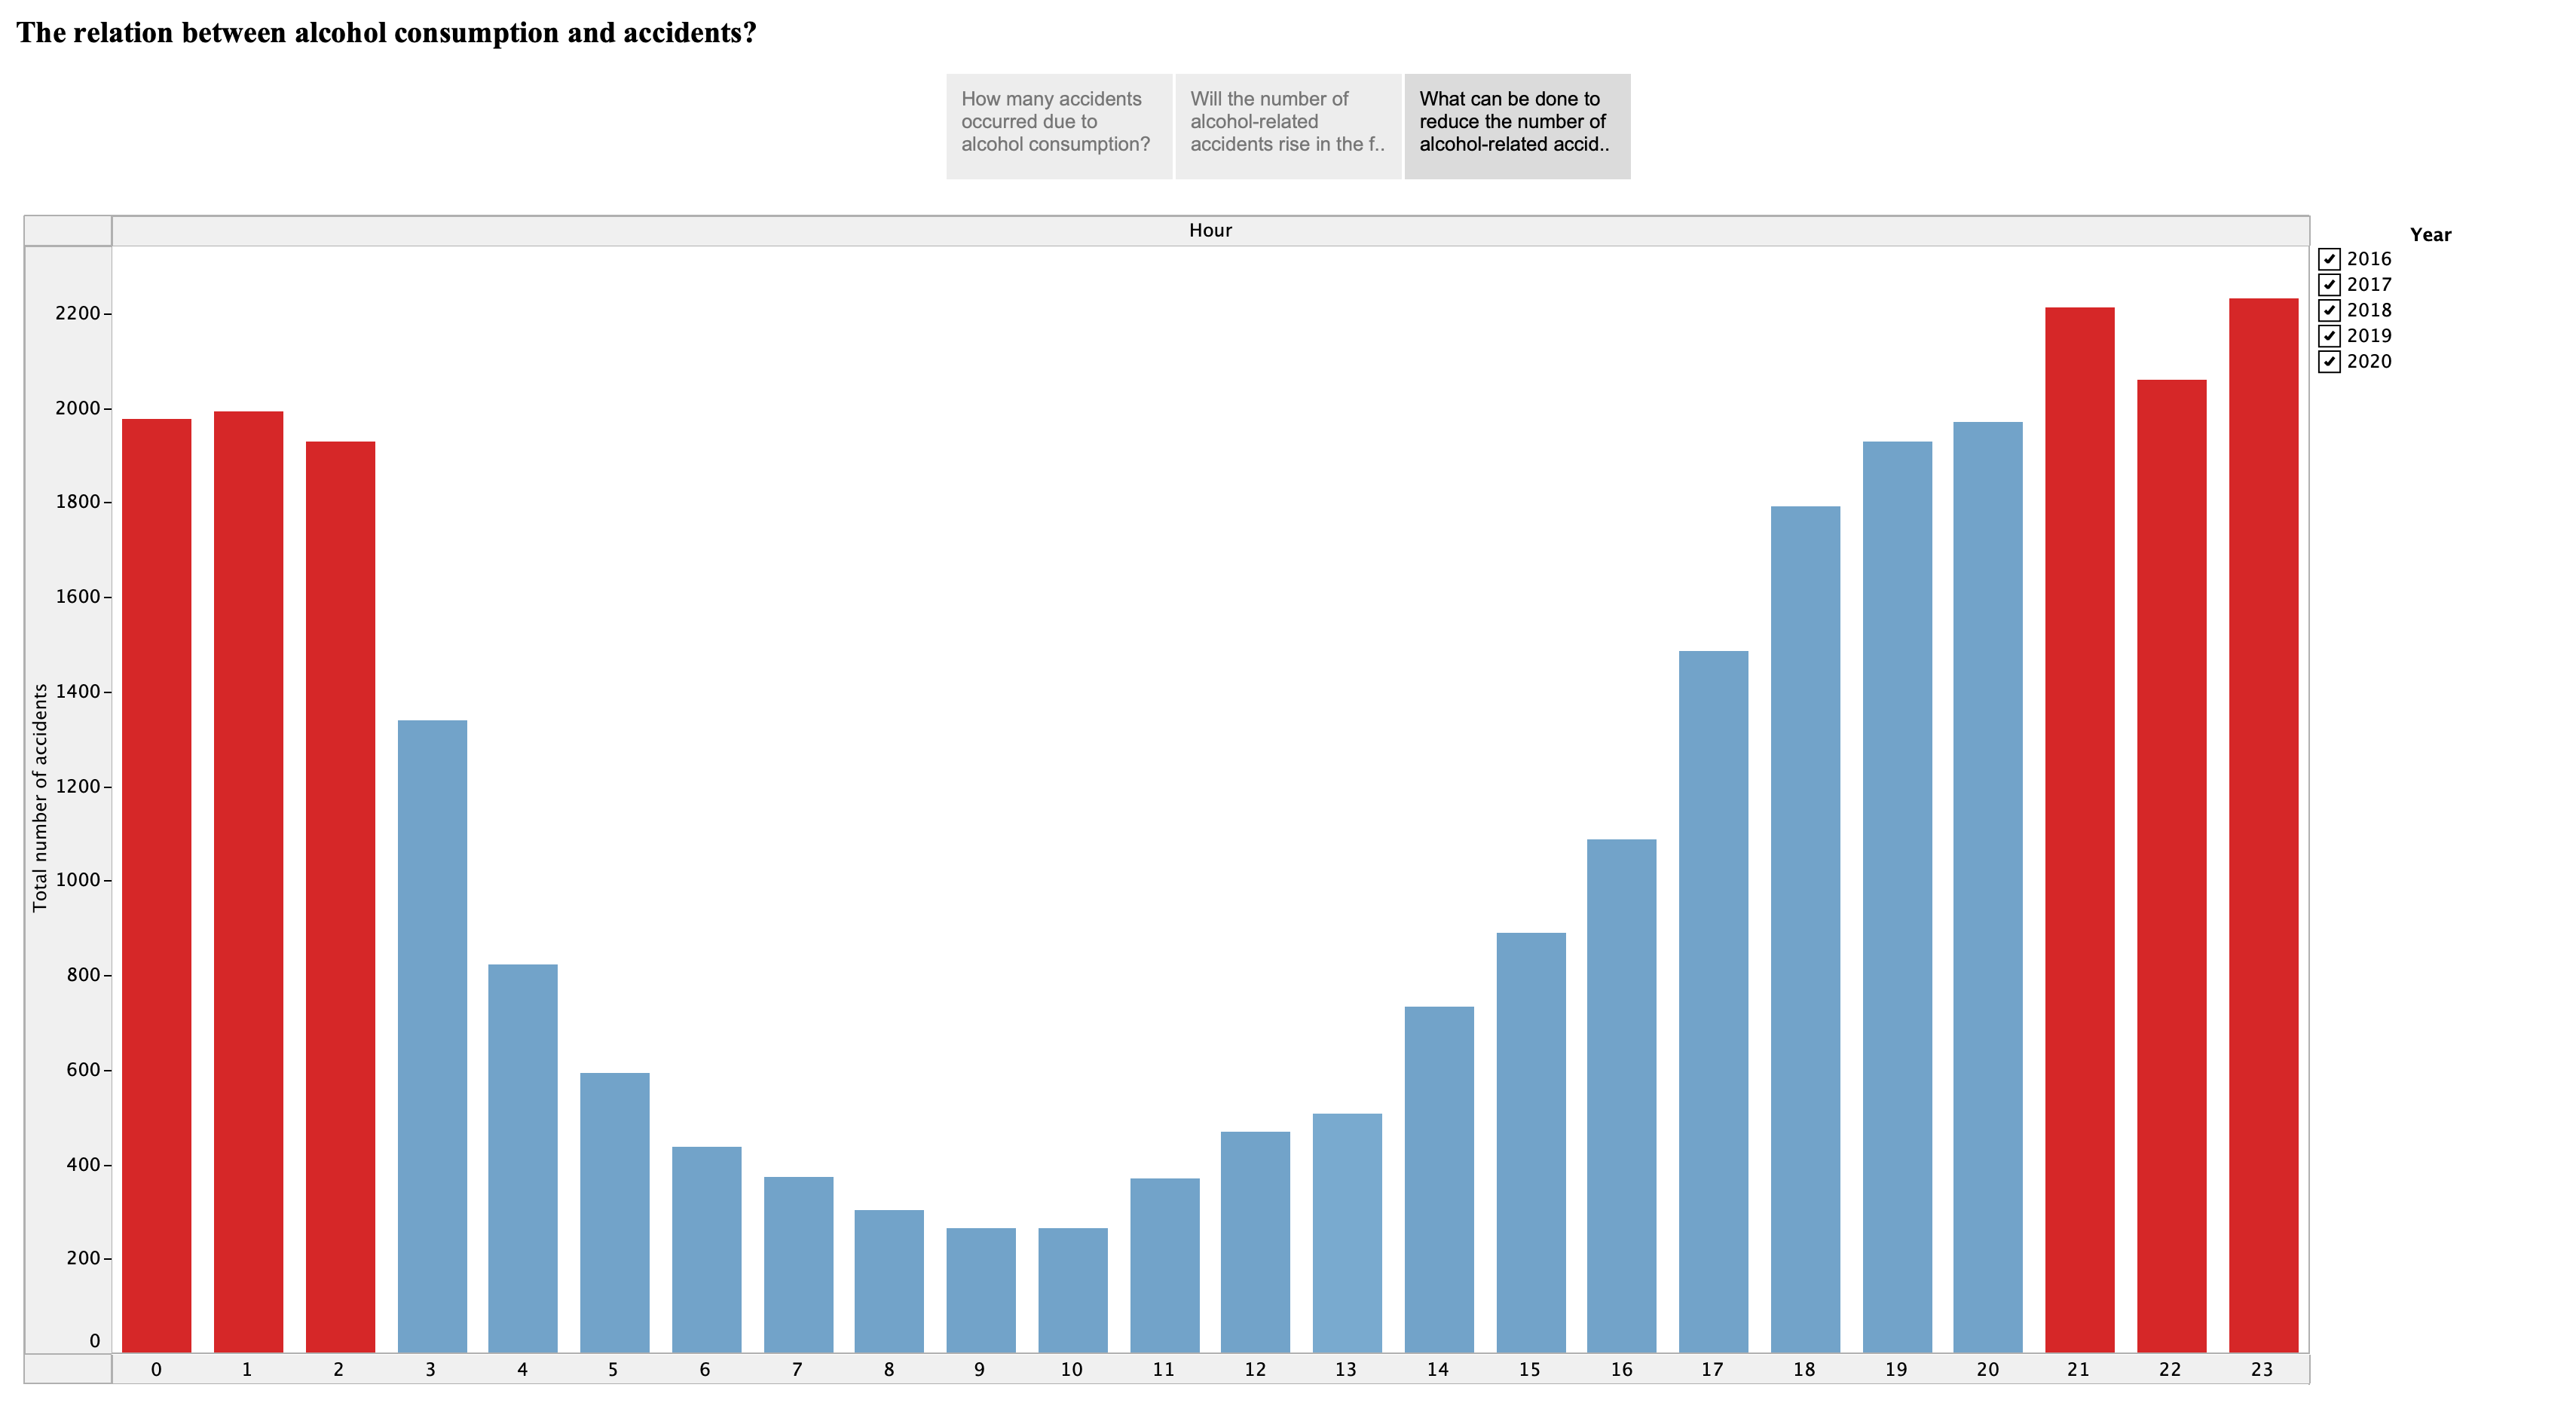 The relation between alcohol consumption and accidents?
How many accidents
occurred due to
alcohol consumption?
Will the number of
alcohol-related
accidents rise in the f..
What can be done to
reduce the number of
alcohol-related accid..
Hour
Year
2016
2017
2018
2019
2020
Total number of accidents
2200
2000
1800
1600
1400
1200
1000
800
600
400
200
0
0 1 2 3 4 5 6 7 8 9 10 11 12 13 14 15 16 17 18 19 20 21 22 23